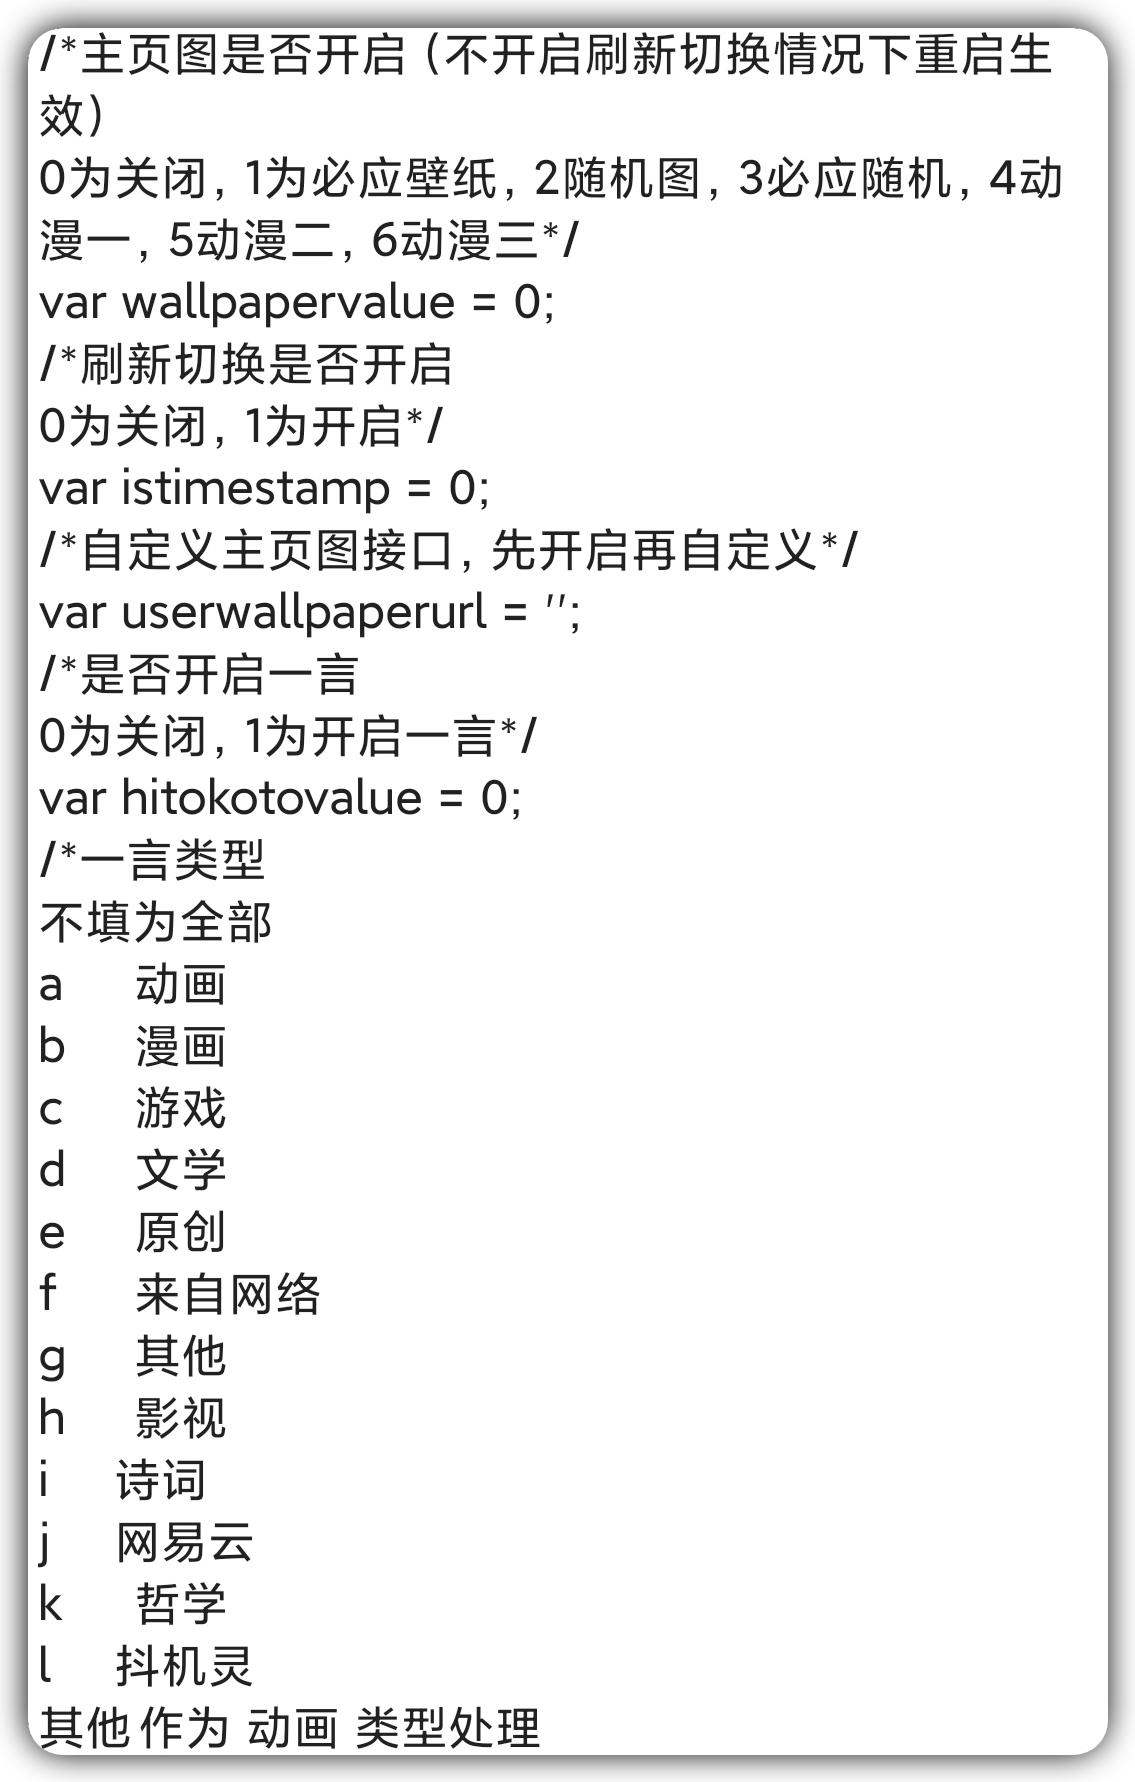 /*主页图是否开启（不开启刷新切换情况下重启生
效）
0为关闭，1为必应壁纸，2随机图，3必应随机，4动
漫一，5动漫二，6动漫三*/
var wallpapervalue = 0;
/*刷新切换是否开启
0为关闭，1为开启*/
var istimestamp = 0;
/*自定义主页图接口，先开启再自定义*/
var userwallpaperurl = '';
/*是否开启一言
0为关闭，1为开启一言*/
var hitokotovalue = 0;
/*一言类型
不填为全部
a 动画
b 漫画
c 游戏
d 文学
e 原创
f 来自网络
g 其他
h 影视
i 诗词
j 网易云
k 哲学
l 抖机灵
其他作为 动画 类型处理